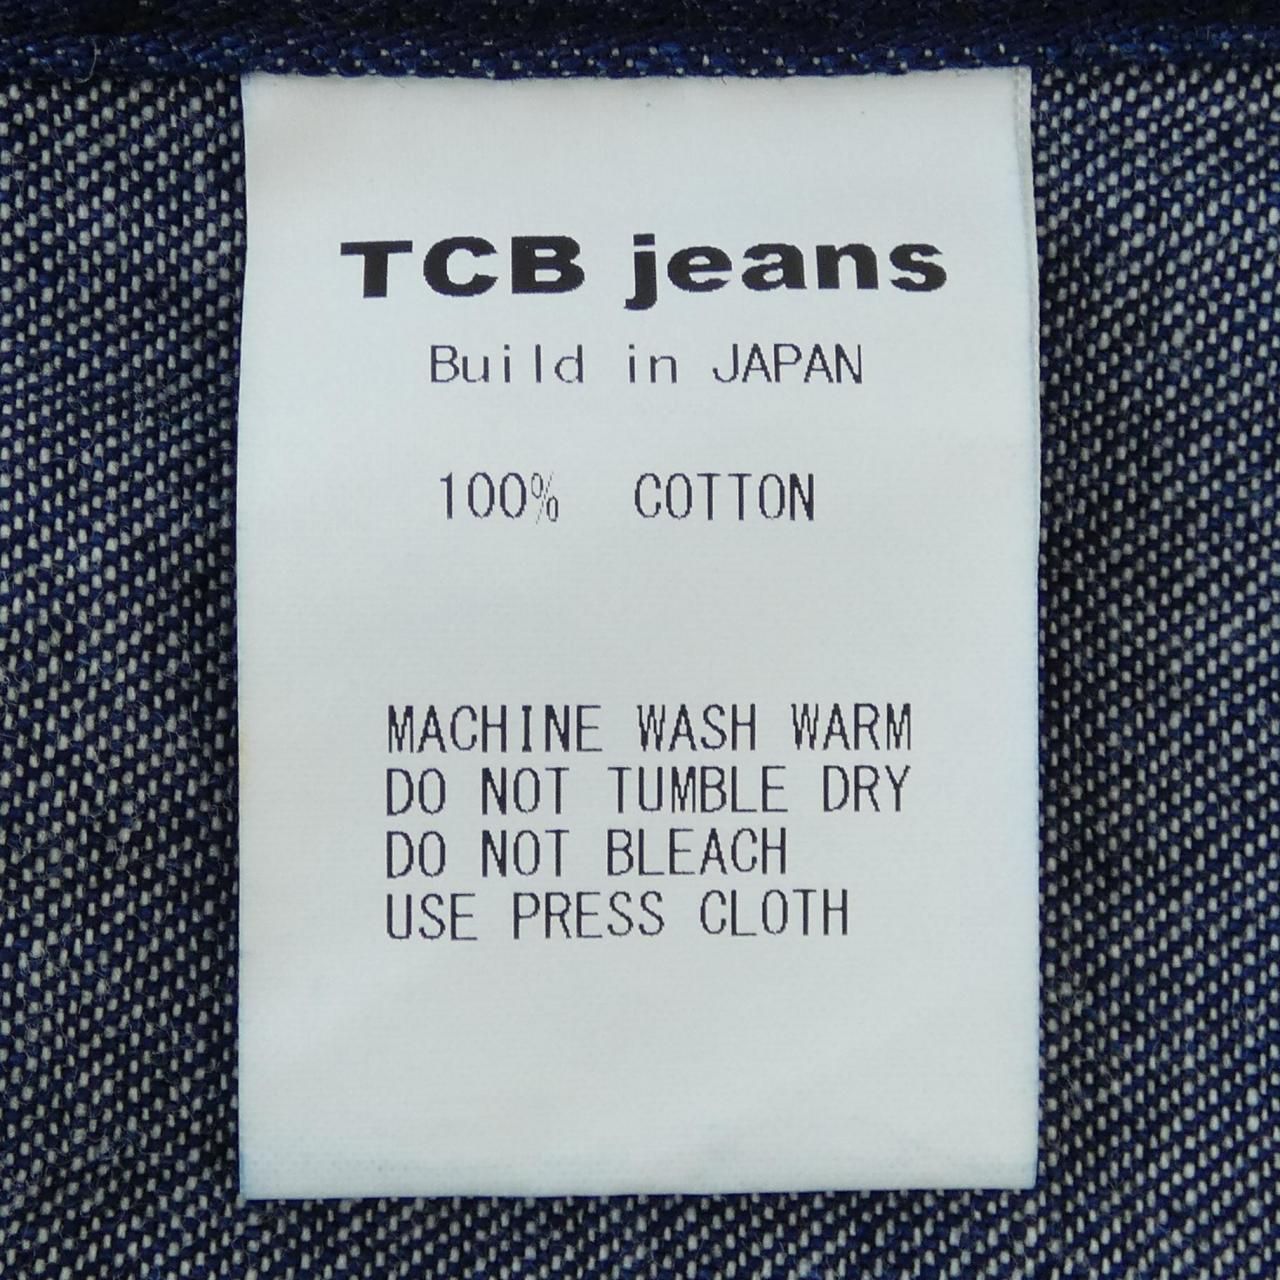 TCB jeans
Build in JAPAN
100% COTTON
MACHINE WASH WARM
DO NOT TUMBLE DRY
DO NOT BLEACH
USE PRESS CLOTH